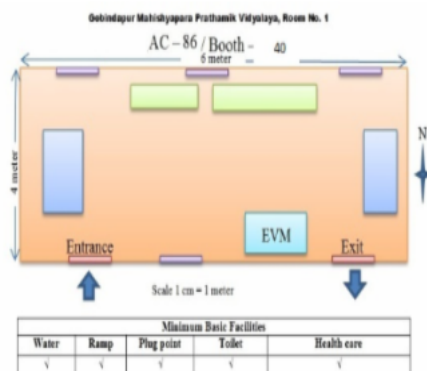 Gobindapur Mahishyapara Prathamik Vidyalaya, Room No. 1
AC – 86 / Booth – 40
6 meter
4 meter
N
EVM
Entrance
Exit
Scale 1 cm = 1 meter
Minimum Basic Facilities
Water Ramp Plug point Toilet Health care
√ √ √ √ √